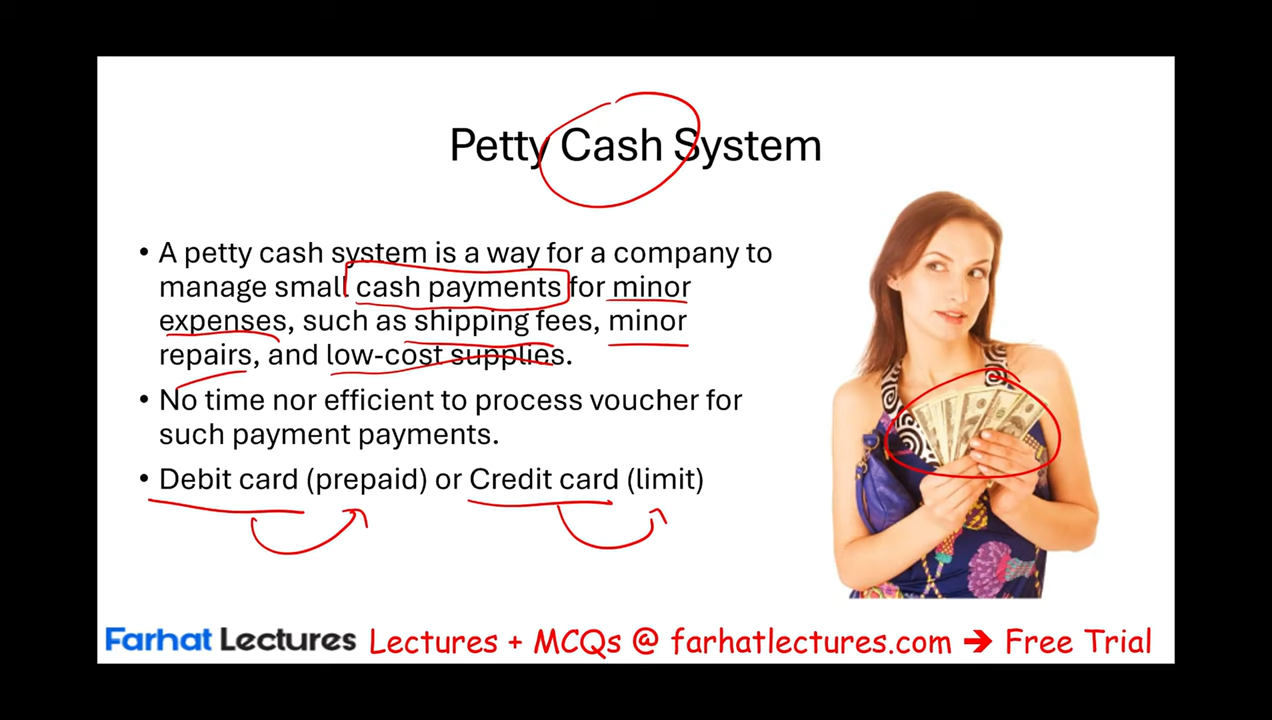 Petty Cash System
• A petty cash system is a way for a company to
manage small cash payments for minor
expenses, such as shipping fees, minor
repairs, and low-cost supplies.
• No time nor efficient to process voucher for
such payment payments.
• Debit card (prepaid) or Credit card (limit)
Farhat Lectures Lectures + MCQs @ farhatlectures.com → Free Trial